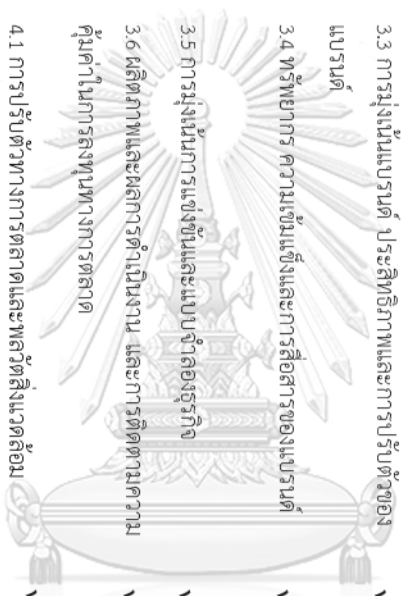 3.3 การมุ่งเน้นแบรนด์ ประสิทธิภาพและการปรับตัวของ
แบรนด์
3.4 ทรัพยากร ความเข้มแข็งและการสื่อสารของแบรนด์
3.5 การมุ่งเน้นการแข่งขันและแบบจำลองธุรกิจ
3.6 ผลิตภาพและผลการดำเนินงาน และการติดตามความ
คุ้มค่าในการลงทุนทางการตลาด
4.1 การปรับตัวทางการตลาดและพลวัตสิ่งแวดล้อม